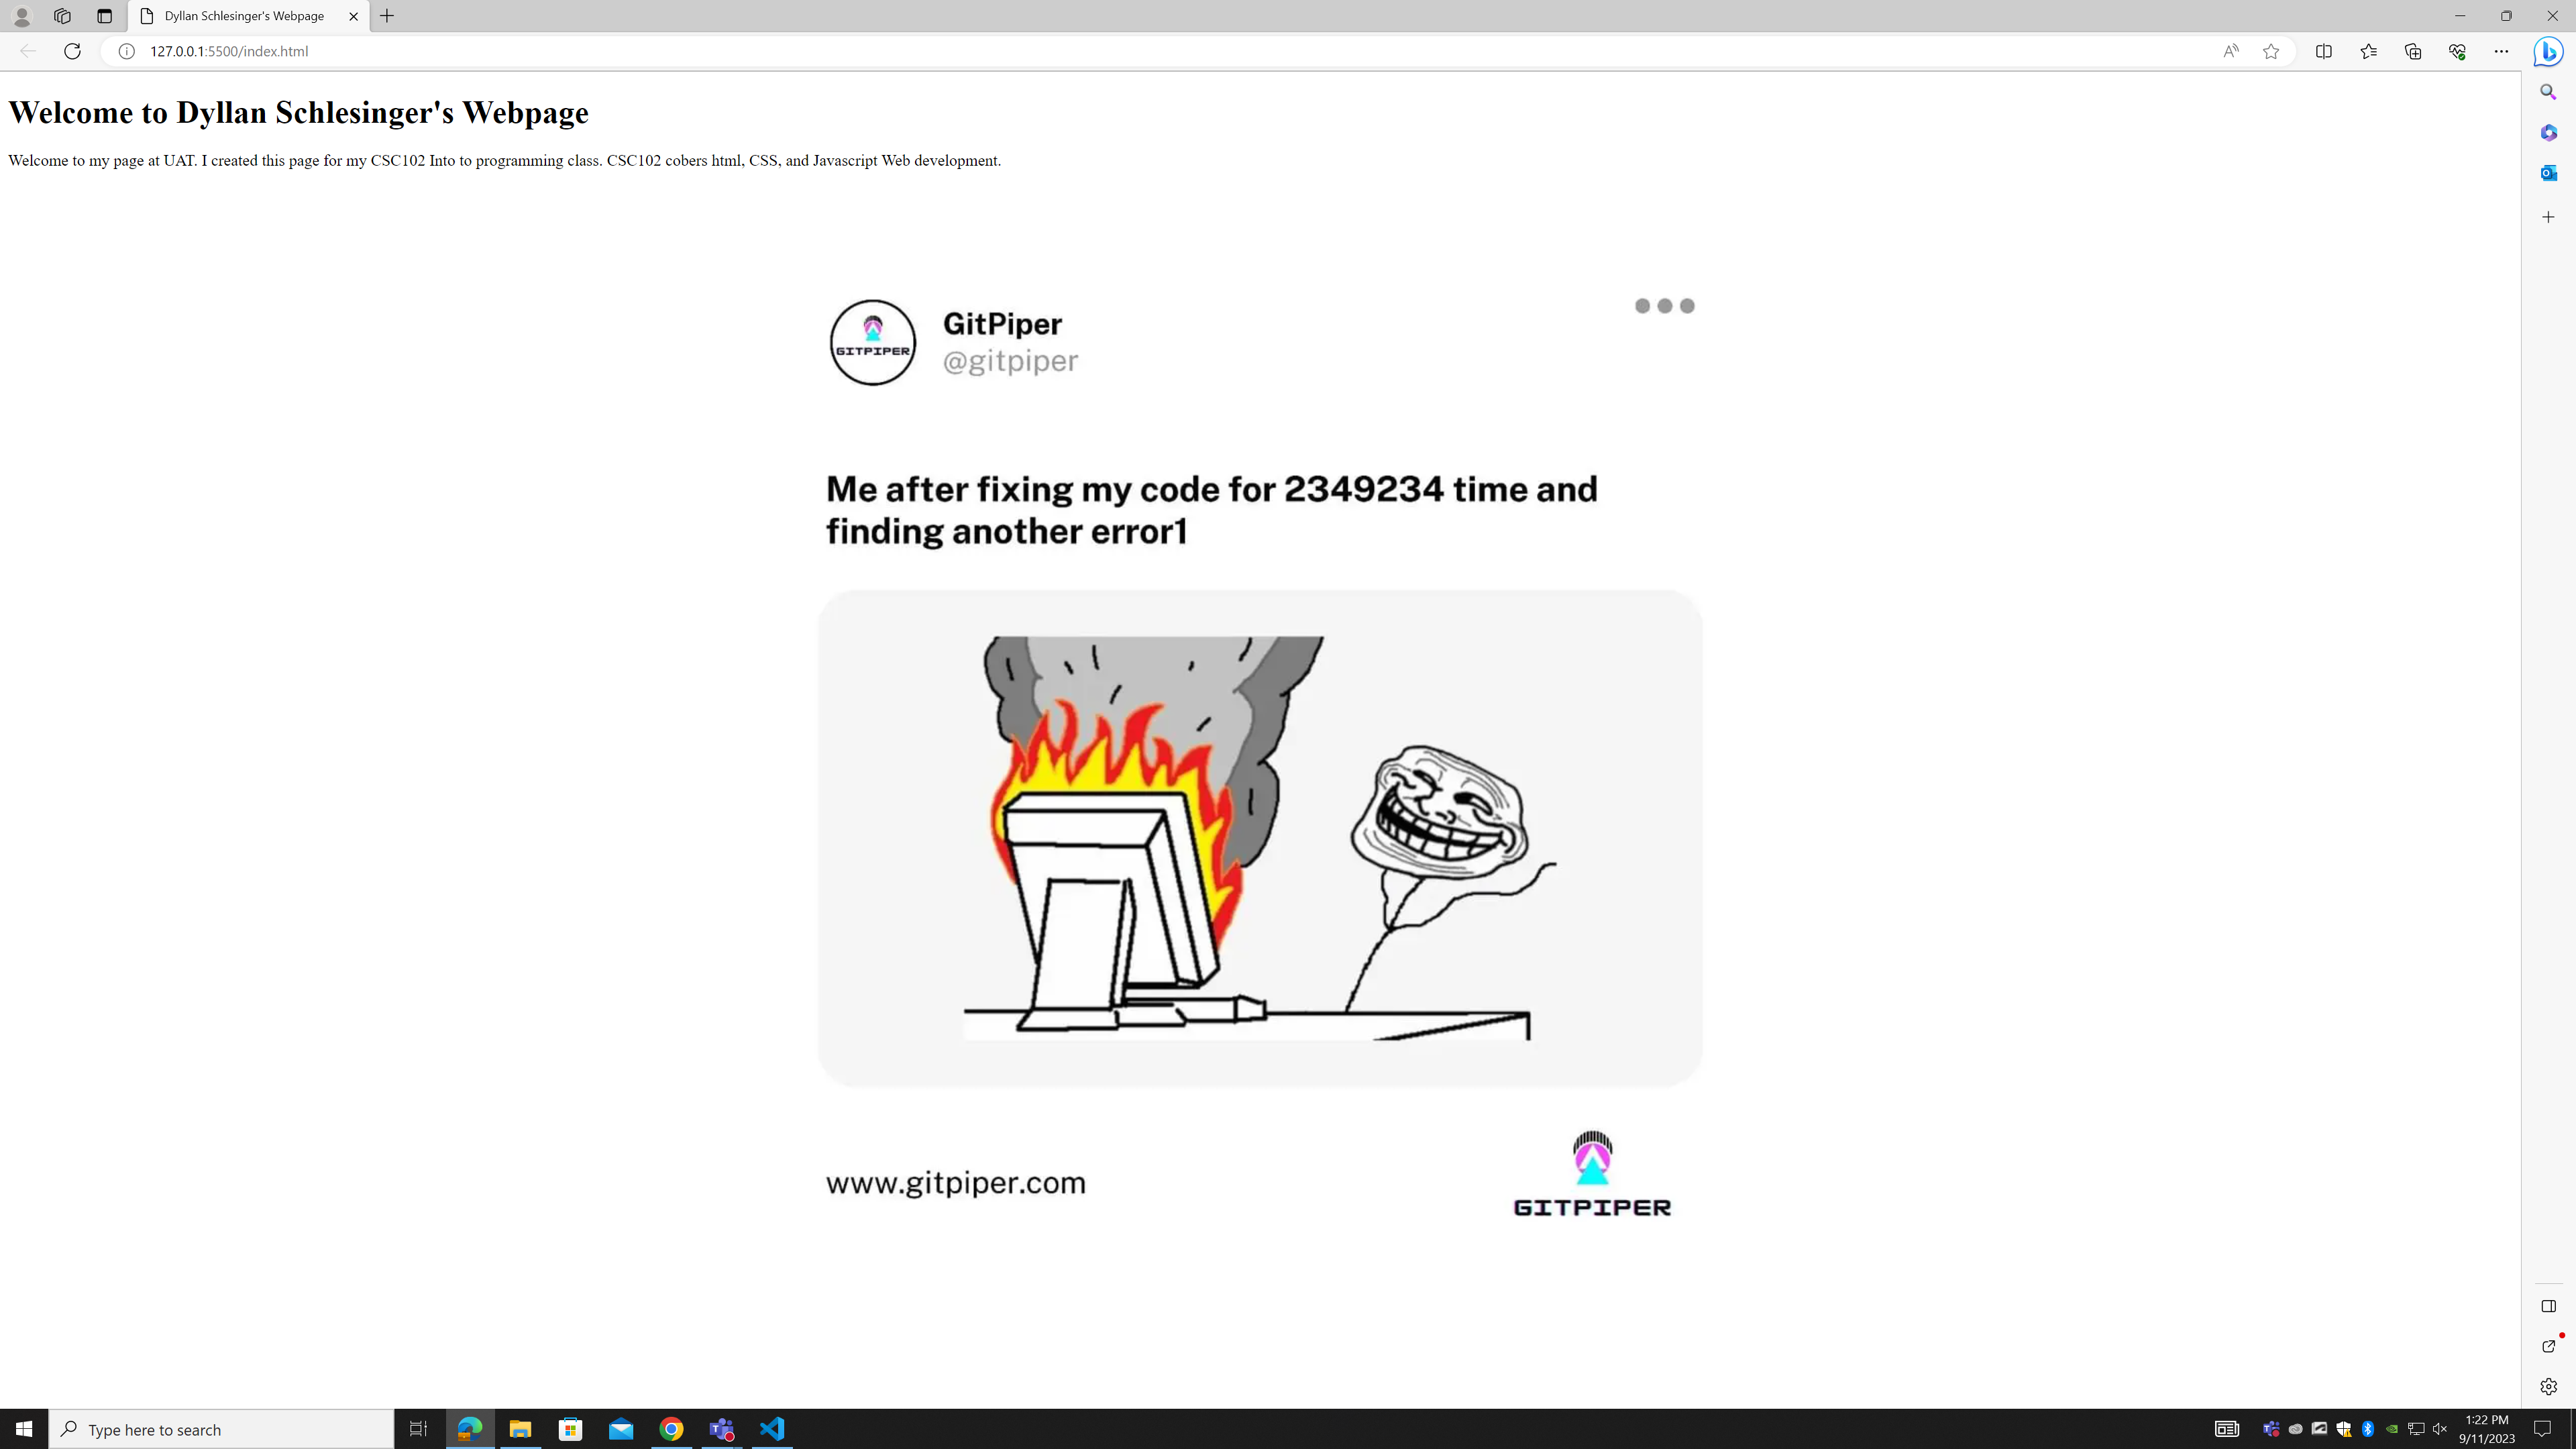 Dyllan Schlesinger's Webpage
127.0.0.1:5500/index.html
Welcome to Dyllan Schlesinger's Webpage
Welcome to my page at UAT. I created this page for my CSC102 Into to programming class. CSC102 cobers html, CSS, and Javascript Web development.
GITPIPER
GitPiper
@gitpiper
Me after fixing my code for 2349234 time and
finding another error1
www.gitpiper.com
GITPIPER
Type here to search
1:22 PM
9/11/2023